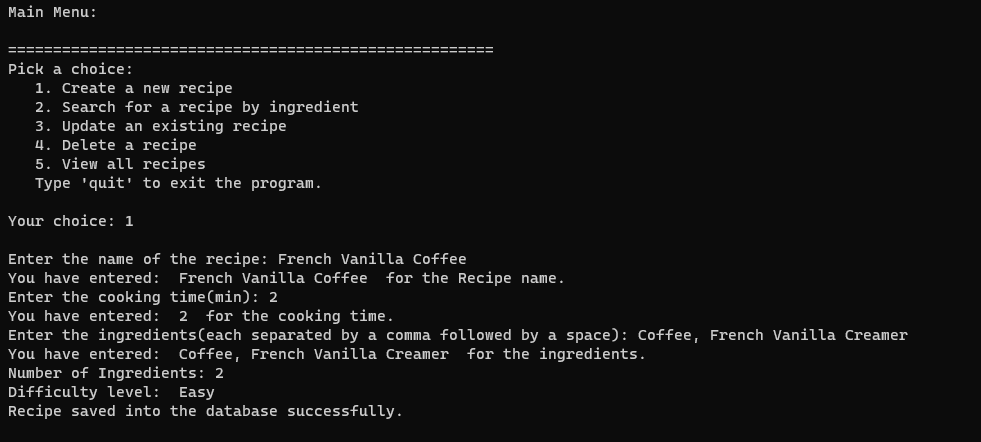 Main Menu:
======================================================
Pick a choice:
   1. Create a new recipe
   2. Search for a recipe by ingredient
   3. Update an existing recipe
   4. Delete a recipe
   5. View all recipes
   Type 'quit' to exit the program.
Your choice: 1
Enter the name of the recipe: French Vanilla Coffee
You have entered:  French Vanilla Coffee  for the Recipe name.
Enter the cooking time(min): 2
You have entered:  2  for the cooking time.
Enter the ingredients(each separated by a comma followed by a space): Coffee, French Vanilla Creamer
You have entered:  Coffee, French Vanilla Creamer  for the ingredients.
Number of Ingredients: 2
Difficulty level:  Easy
Recipe saved into the database successfully.